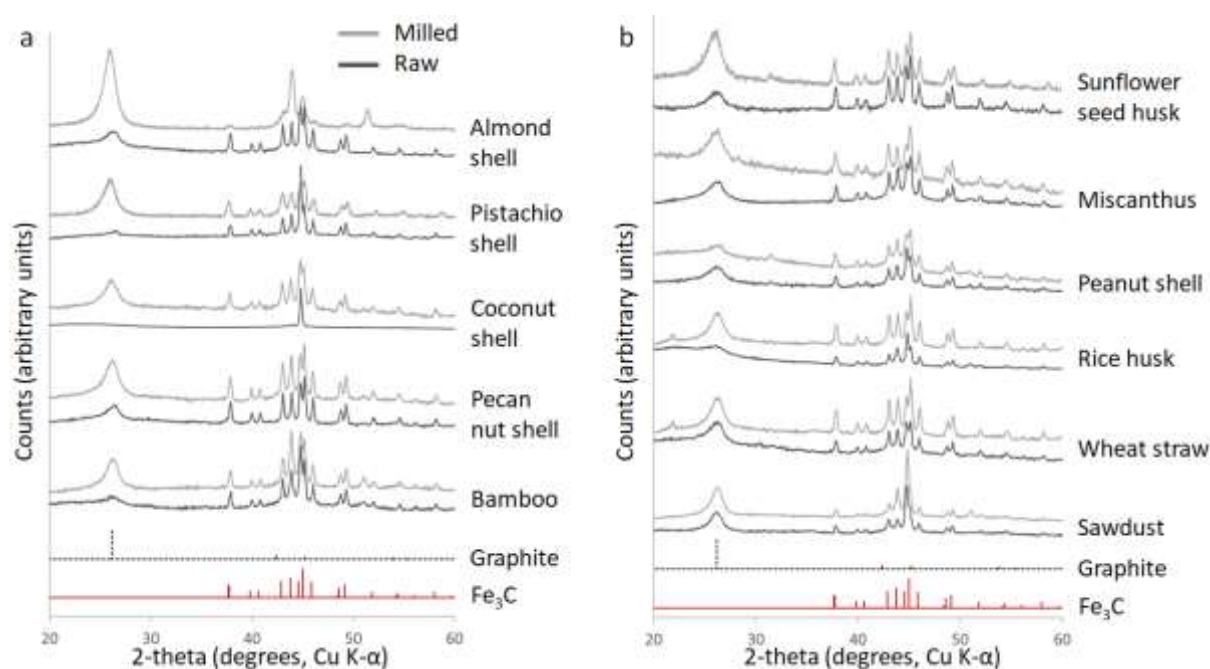 a
Milled
Raw
Almond
shell
Pistachio
shell
Coconut
shell
Pecan
nut shell
Bamboo
Graphite
Fe₃C
Counts (arbitrary units)
20 30 40 50 60
2-theta (degrees, Cu K-α)
b
Sunflower
seed husk
Miscanthus
Peanut shell
Rice husk
Wheat straw
Sawdust
Graphite
Fe₃C
Counts (arbitrary units)
20 30 40 50 60
2-theta (degrees, Cu K-α)